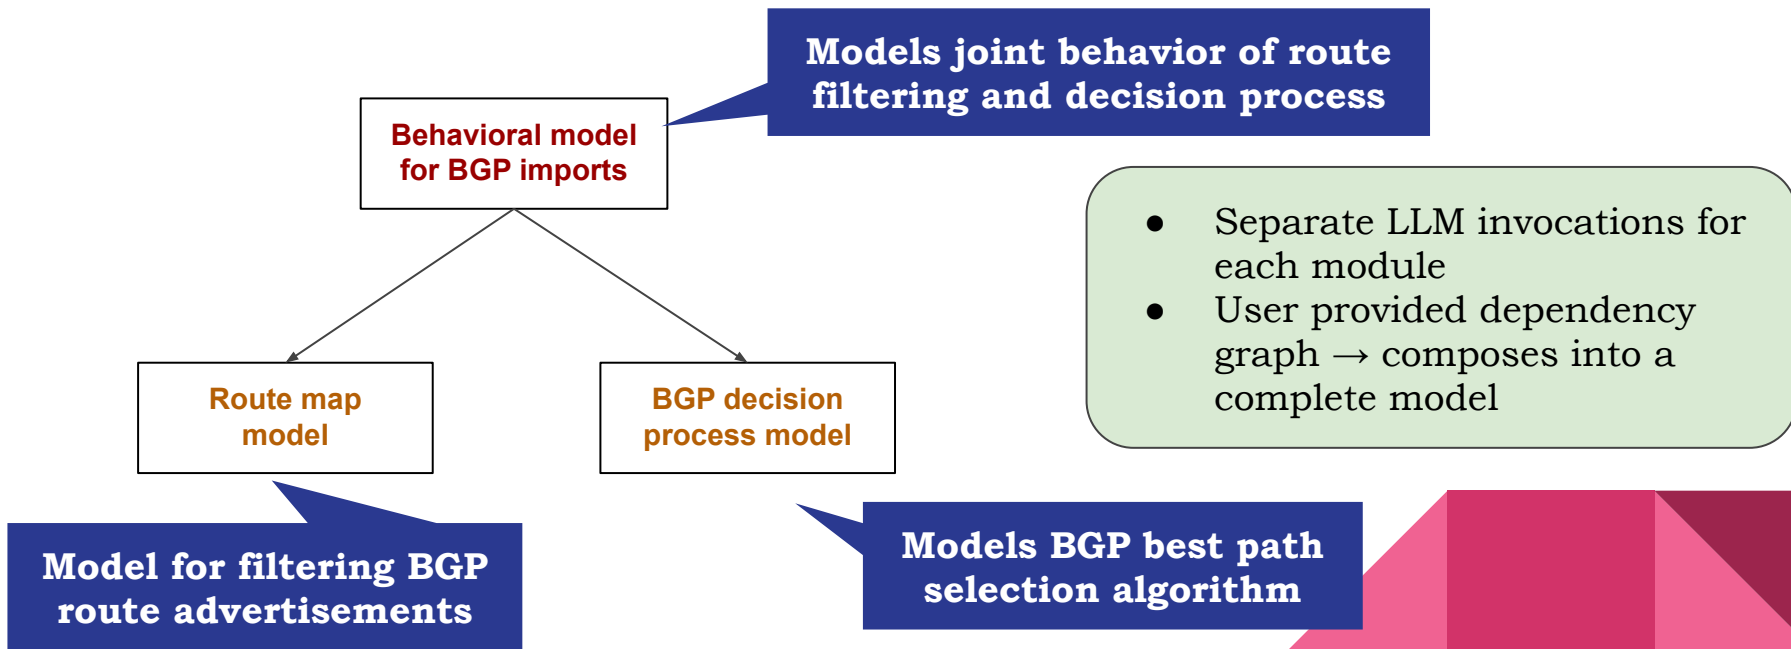 Models joint behavior of route
filtering and decision process
Behavioral model
for BGP imports
● Separate LLM invocations for
each module
● User provided dependency
graph → composes into a
complete model
Route map
model
BGP decision
process model
Model for filtering BGP
route advertisements
Models BGP best path
selection algorithm